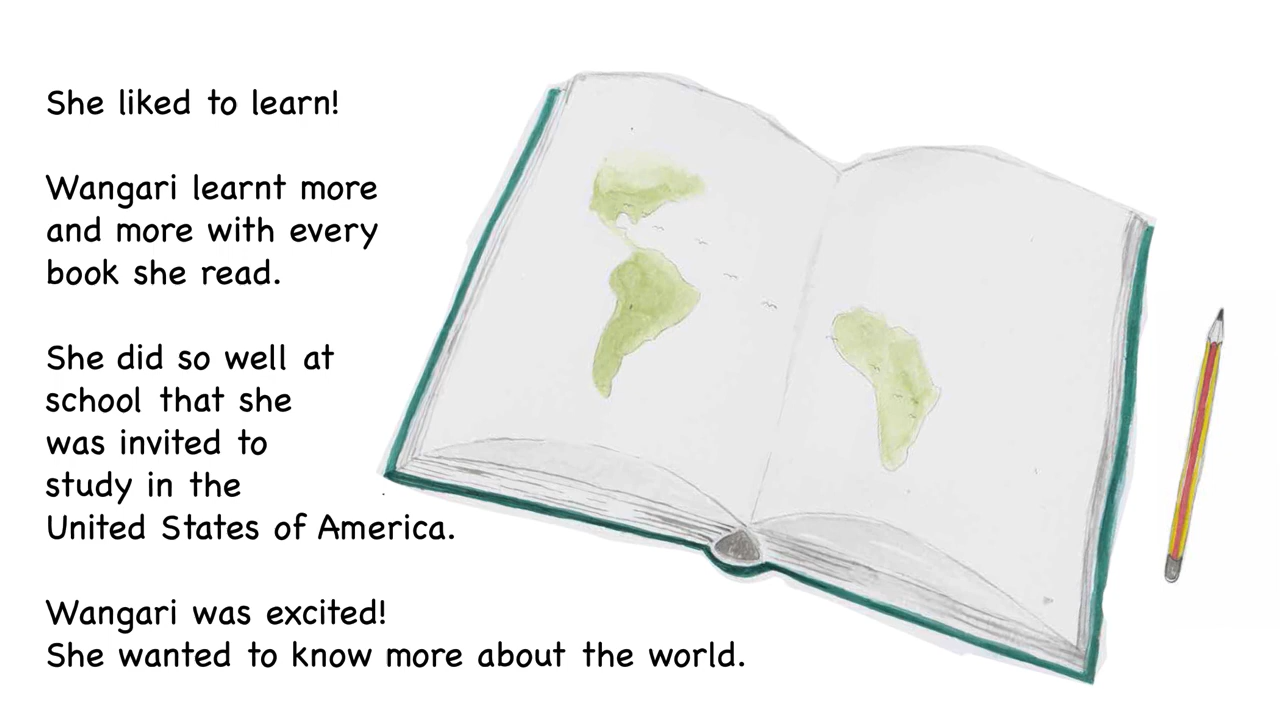 She liked to learn!
Wangari learnt more
and more with every
book she read.
She did so well at
school that she
was invited to
study in the
United States of America.
Wangari was excited!
She wanted to know more about the world.